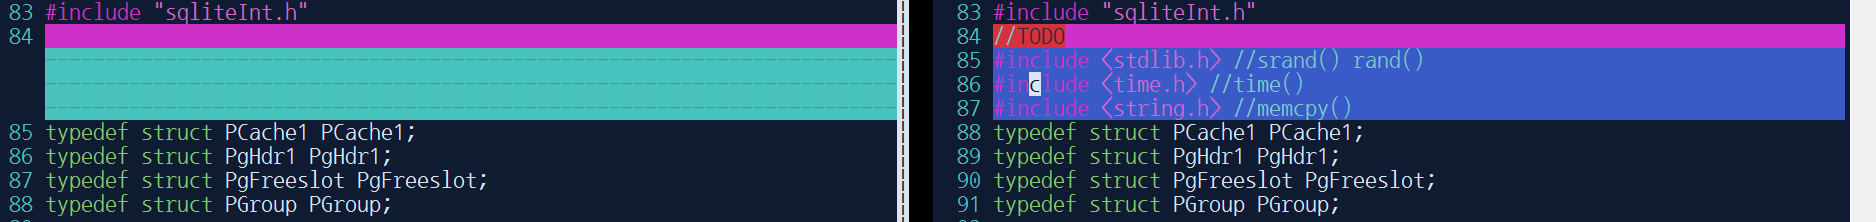 83 #include "sqliteInt.h"
84
85 typedef struct PCache1 PCache1;
86 typedef struct PgHdr1 PgHdr1;
87 typedef struct PgFreeslot PgFreeslot;
88 typedef struct PGroup PGroup;
83 #include "sqliteInt.h"
84 //TODO
85 #include <stdlib.h> //srand() rand()
86 #include <time.h> //time()
87 #include <string.h> //memcpy()
88 typedef struct PCache1 PCache1;
89 typedef struct PgHdr1 PgHdr1;
90 typedef struct PgFreeslot PgFreeslot;
91 typedef struct PGroup PGroup;